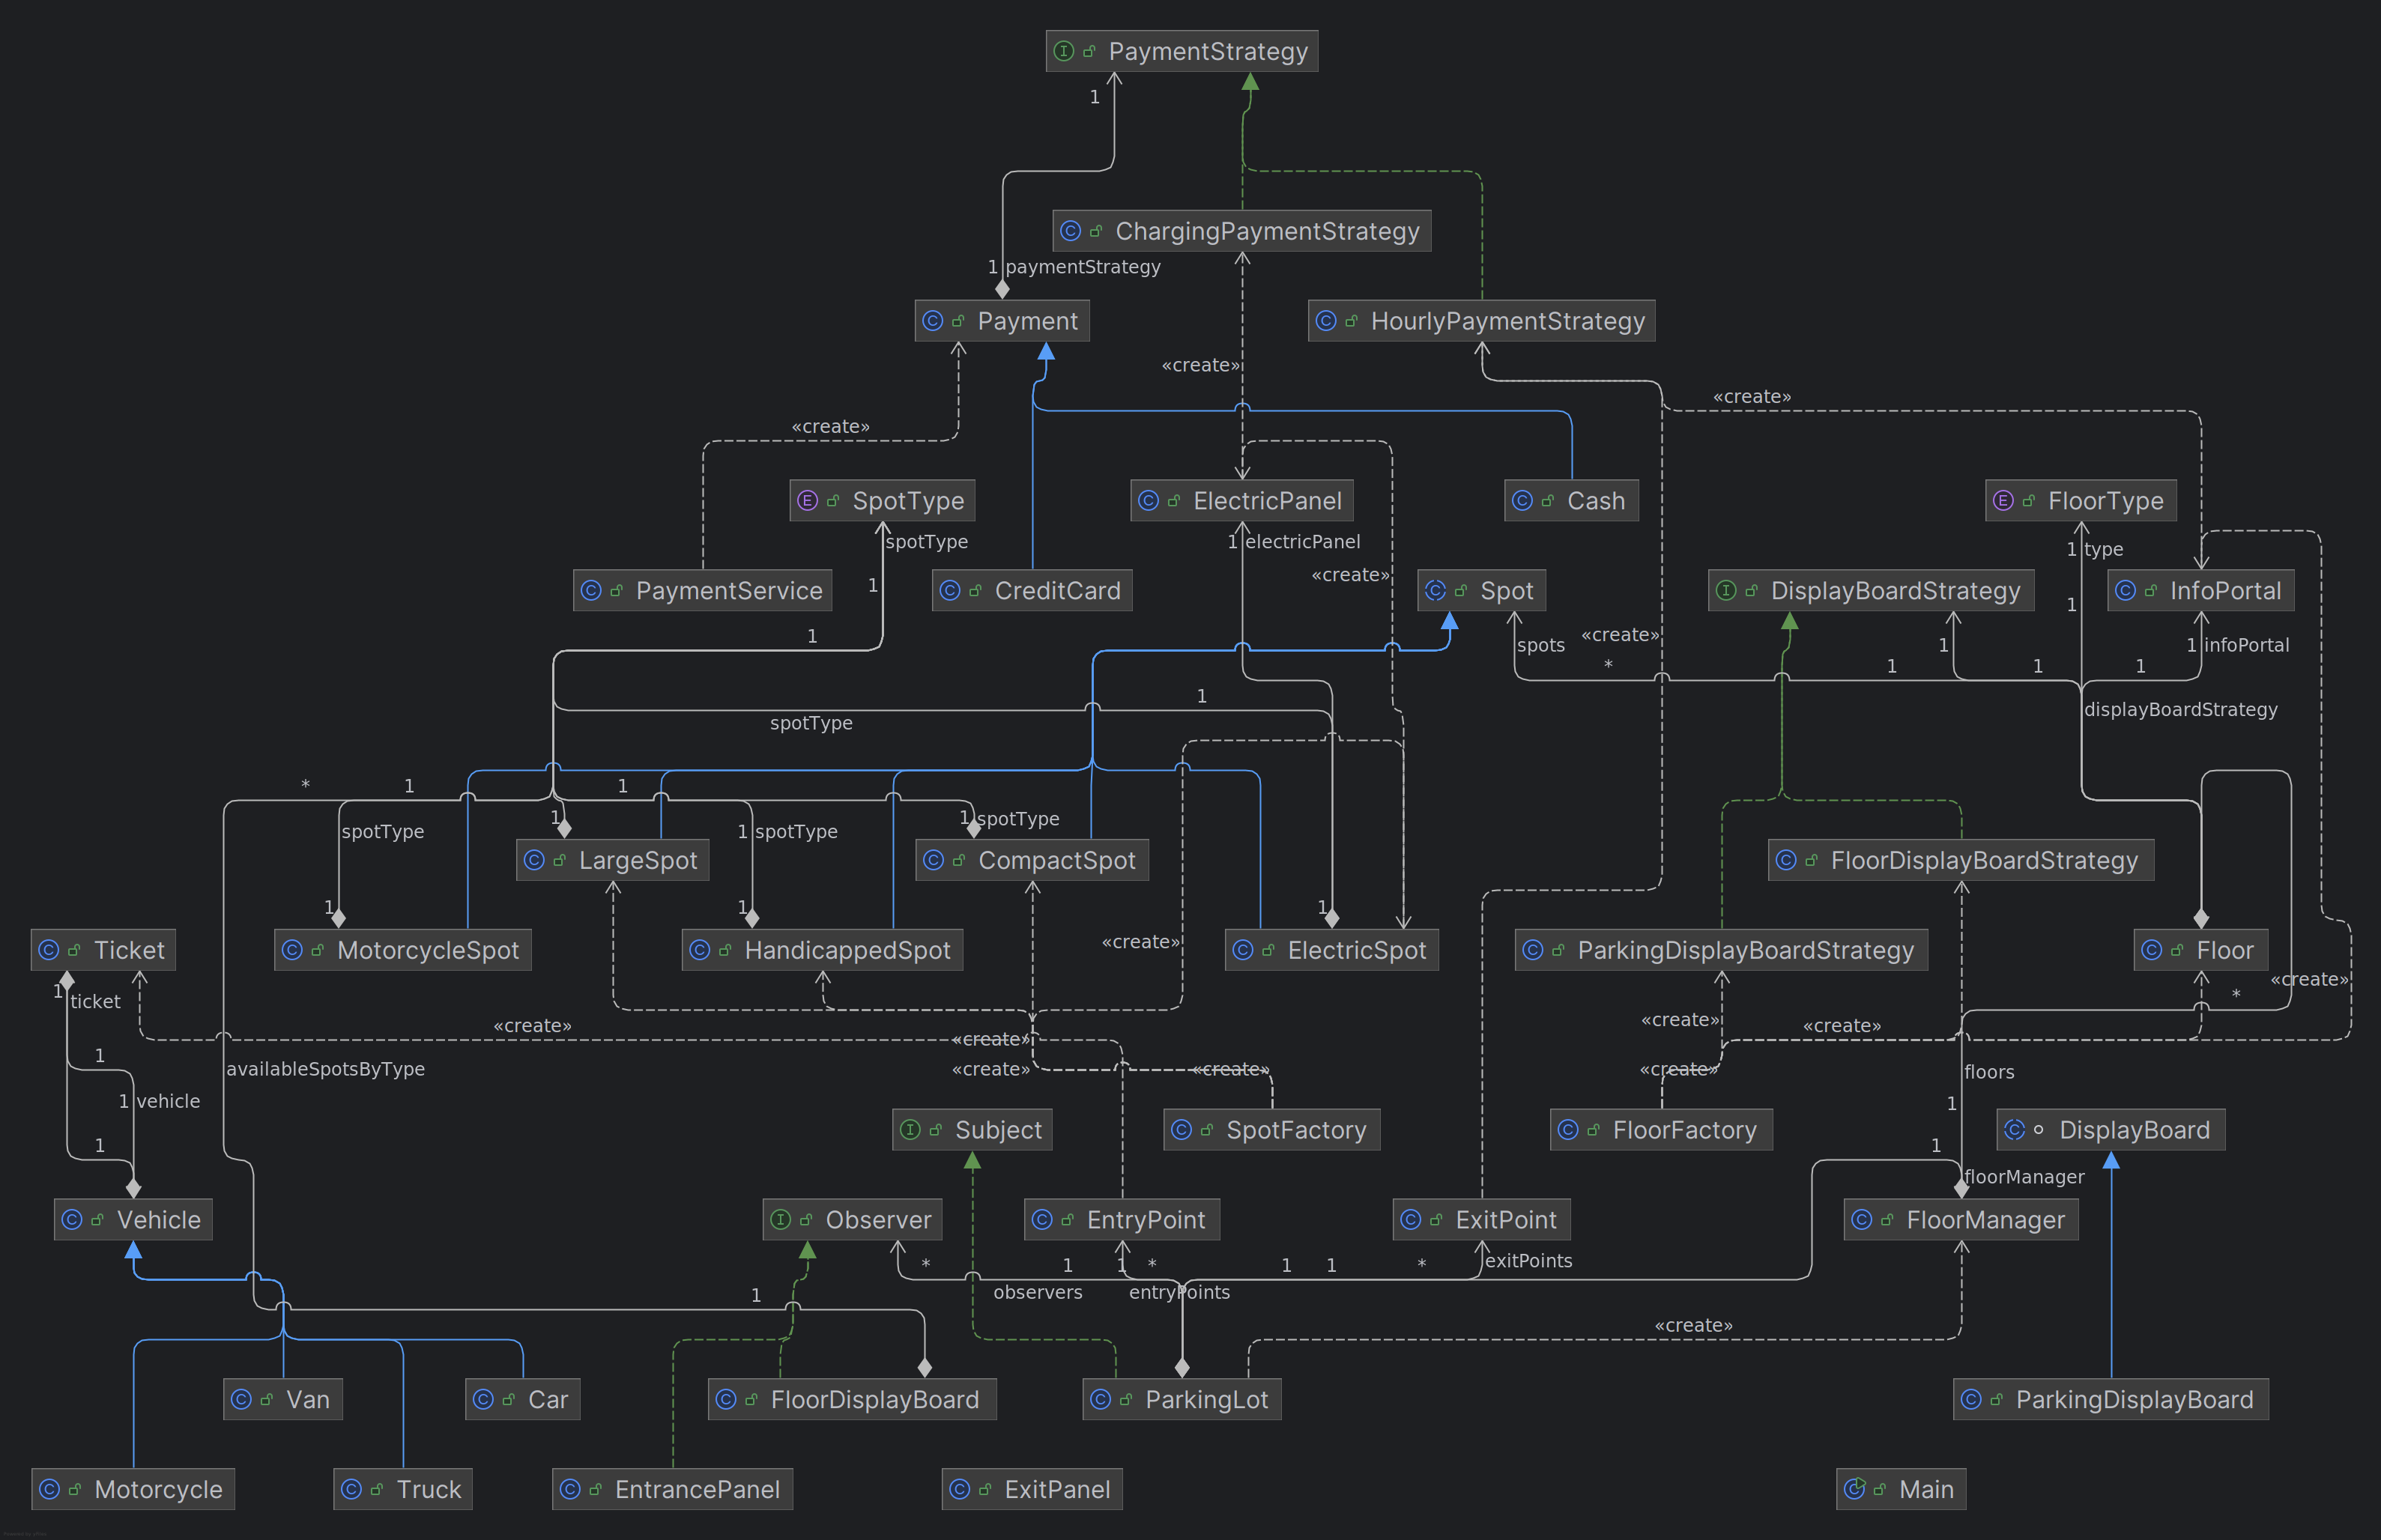 PaymentStrategy
1
ChargingPaymentStrategy
1 paymentStrategy
Payment
HourlyPaymentStrategy
«create»
«create»
«create»
SpotType
ElectricPanel
Cash
FloorType
spotType
1 electricPanel
1 type
«create»
PaymentService
1
CreditCard
Spot
DisplayBoardStrategy
1
InfoPortal
1
«create»
spots
1
1 infoPortal
*
1
1
1
1
displayBoardStrategy
spotType
*
1
1
1
1 spotType
spotType
1 spotType
LargeSpot
CompactSpot
FloorDisplayBoardStrategy
1
1
1
Ticket
MotorcycleSpot
HandicappedSpot
«create»
ElectricSpot
ParkingDisplayBoardStrategy
Floor
«create»
1 ticket
*
«create»
«create»
«create»
«create»
1
availableSpotsByType
«create»
«create»
«create»
floors
1 vehicle
1
Subject
SpotFactory
FloorFactory
DisplayBoard
1
1
floorManager
Vehicle
Observer
EntryPoint
ExitPoint
FloorManager
*
1
1
*
1
1
*
exitPoints
1
observers
entryPoints
«create»
Van
Car
FloorDisplayBoard
ParkingLot
ParkingDisplayBoard
Motorcycle
Truck
EntrancePanel
ExitPanel
Main